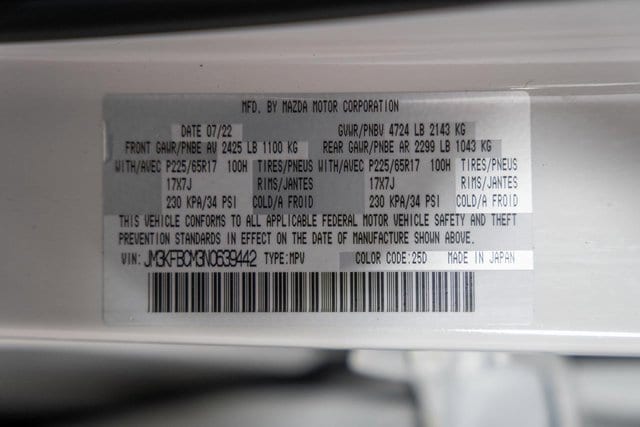 MFD. BY MAZDA MOTOR CORPORATION
DATE 07/22 GVWR/PNBV 4724 LB 2143 KG
FRONT GAWR/PNBE AV 2425 LB 1100 KG REAR GAWR/PNBE AR 2299 LB 1043 KG
WITH/AVEC P225/65R17 100H TIRES/PNEUS WITH/AVEC P225/65R17 100H TIRES/PNEUS
17X7J RIMS/JANTES 17X7J RIMS/JANTES
230 KPA/34 PSI COLD/A FROID 230 KPA/34 PSI COLD/A FROID
THIS VEHICLE CONFORMS TO ALL APPLICABLE FEDERAL MOTOR VEHICLE SAFETY AND THEFT
PREVENTION STANDARDS IN EFFECT ON THE DATE OF MANUFACTURE SHOWN ABOVE.
VIN: JM3KFBCM3N0639442 TYPE:MPV COLOR CODE:25D MADE IN JAPAN